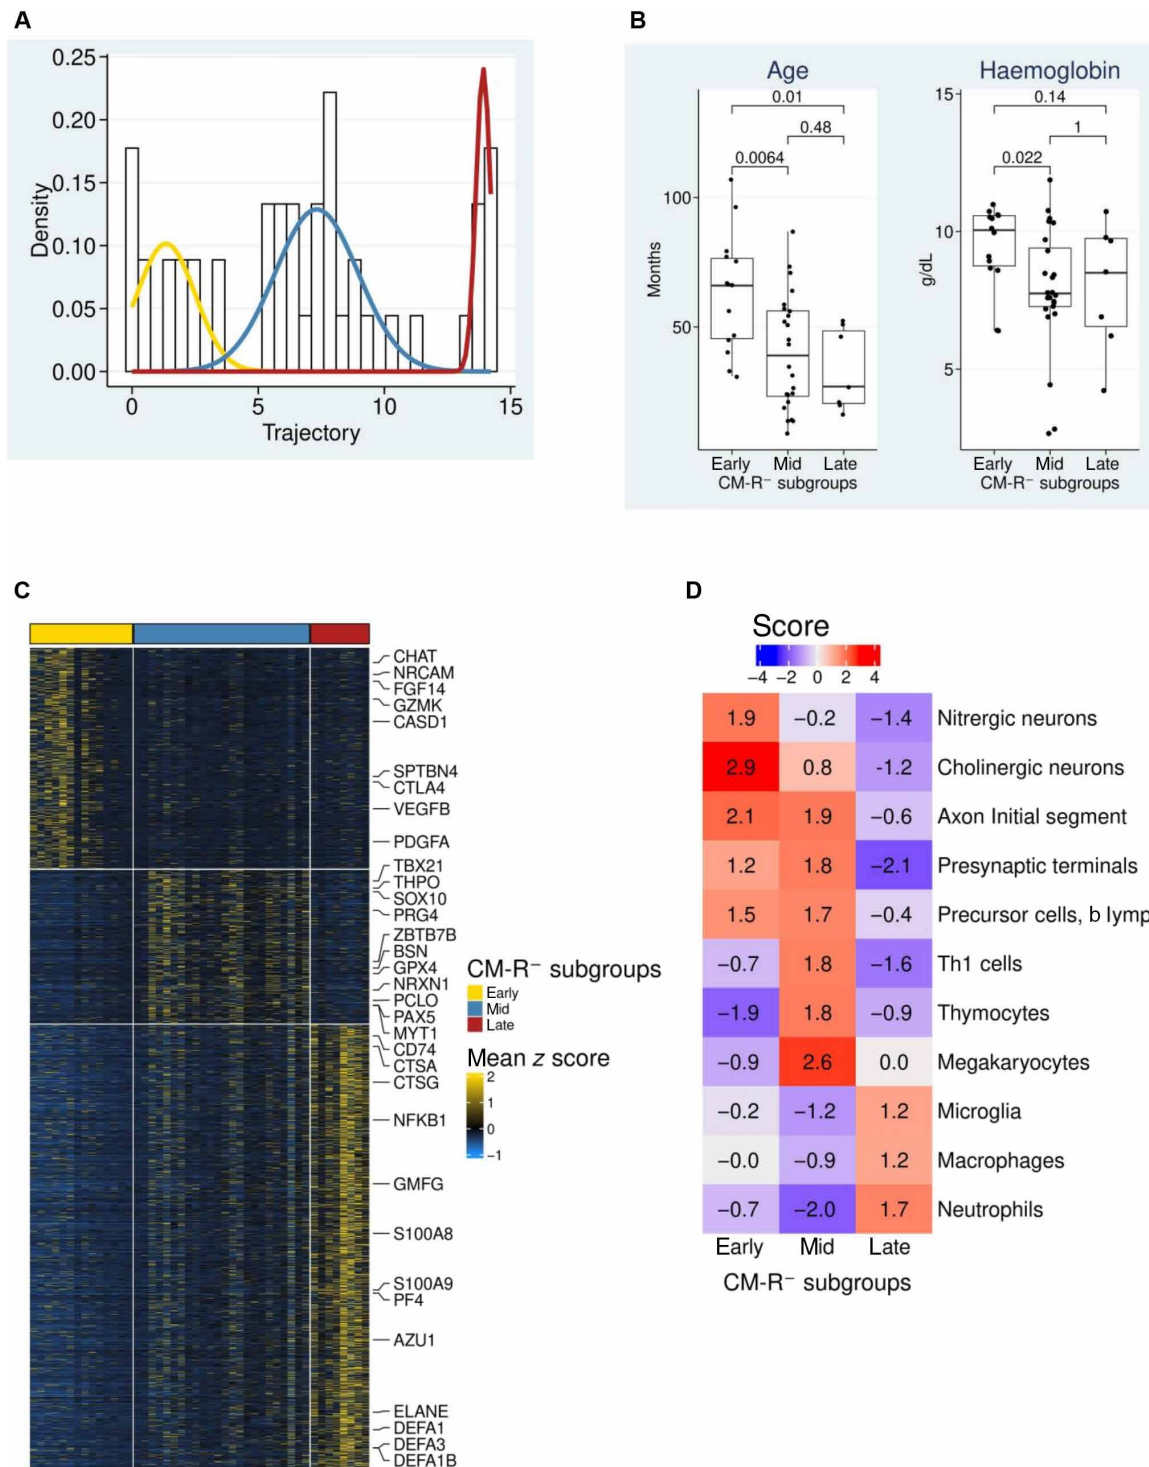 A
0.25
0.20
0.15
0.10
0.05
0.00
Density
0
5
10
15
Trajectory
B
Age
Haemoglobin
0.01
0.48
0.0064
100
50
Months
Early
Mid
Late
CM-R⁻ subgroups
15
10
5
g/dL
0.14
1
0.022
Early
Mid
Late
CM-R⁻ subgroups
C
CHAT
NRCAM
FGF14
GZMK
CASD1
SPTBN4
CTLA4
VEGFB
PDGFA
TBX21
THPO
SOX10
PRG4
ZBTB7B
BSN
GPX4
NRXN1
PCLO
PAX5
MYT1
CD74
CTSA
CTSG
NFKB1
GMFG
S100A8
S100A9
PF4
AZU1
ELANE
DEFA1
DEFA3
DEFA1B
CM-R⁻ subgroups
Early
Mid
Late
Mean z score
2
1
0
−1
D
Score
−4 −2 0 2 4
1.9 −0.2 −1.4 Nitrergic neurons
2.9 0.8 -1.2 Cholinergic neurons
2.1 1.9 −0.6 Axon Initial segment
1.2 1.8 −2.1 Presynaptic terminals
1.5 1.7 −0.4 Precursor cells, b lymp
−0.7 1.8 −1.6 Th1 cells
−1.9 1.8 −0.9 Thymocytes
−0.9 2.6 0.0 Megakaryocytes
−0.2 −1.2 1.2 Microglia
−0.0 −0.9 1.2 Macrophages
−0.7 −2.0 1.7 Neutrophils
Early Mid Late
CM-R⁻ subgroups